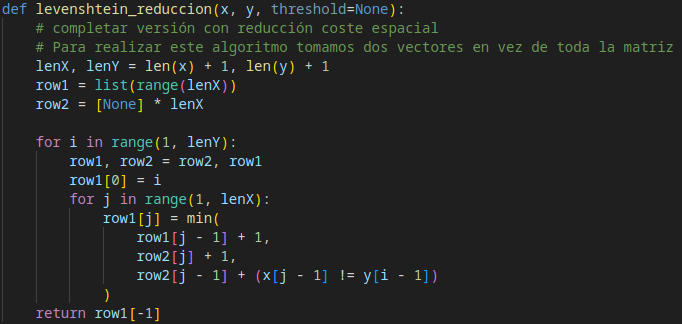 def levenshtein_reduccion(x, y, threshold=None):
    # completar versión con reducción coste espacial
    # Para realizar este algoritmo tomamos dos vectores en vez de toda la matriz
    lenX, lenY = len(x) + 1, len(y) + 1
    row1 = list(range(lenX))
    row2 = [None] * lenX

    for i in range(1, lenY):
        row1, row2 = row2, row1
        row1[0] = i
        for j in range(1, lenX):
            row1[j] = min(
                row1[j - 1] + 1,
                row2[j] + 1,
                row2[j - 1] + (x[j - 1] != y[i - 1])
            )
    return row1[-1]